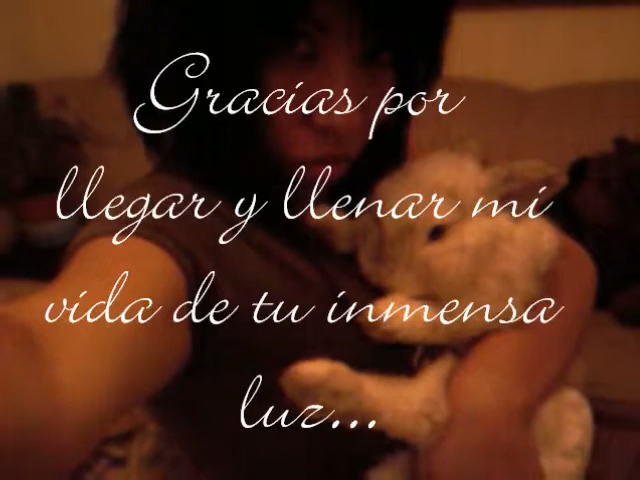 Gracias por
llegar y llenar mi
vida de tu inmensa
luz...